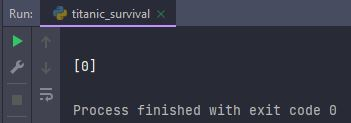 Run: titanic_survival
[0]
Process finished with exit code 0